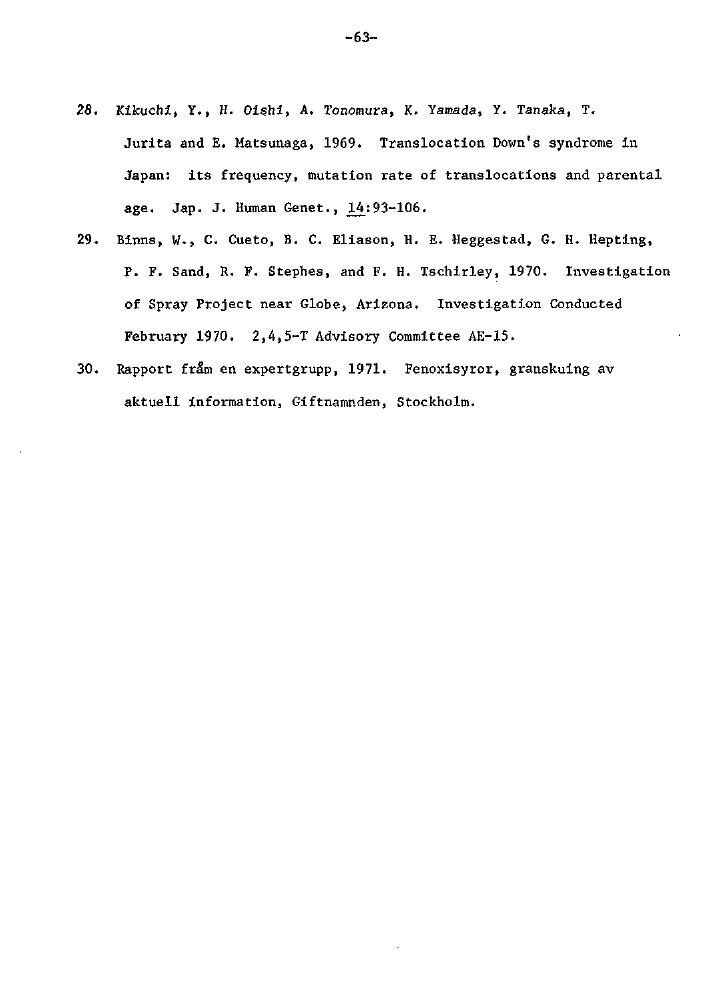 -63-
28. Kikuchi, Y., H. Oishi, A. Tonomura, K. Yamada, Y. Tanaka, T.
Jurita and E. Matsunaga, 1969. Translocation Down's syndrome in
Japan: its frequency, mutation rate of translocations and parental
age. Jap. J. Human Genet., 14:93-106.
29. Binns, W., C. Cueto, B. C. Eliason, H. E. Heggestad, G. H. Hepting,
P. F. Sand, R. F. Stephes, and F. H. Tschirley, 1970. Investigation
of Spray Project near Globe, Arizona. Investigation Conducted
February 1970. 2,4,5-T Advisory Committee AE-15.
30. Rapport fråm en expertgrupp, 1971. Fenoxisyror, granskuing av
aktuell information, Giftnamnden, Stockholm.